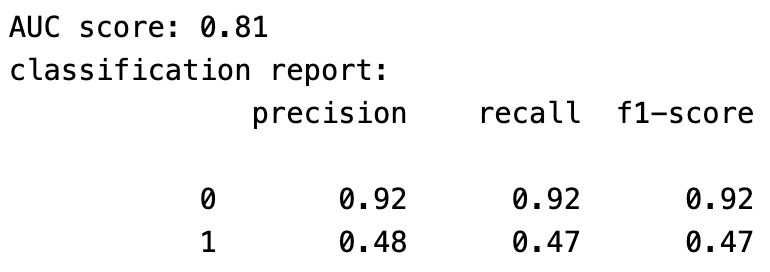 AUC score: 0.81
classification report:
precision recall f1-score
0 0.92 0.92 0.92
1 0.48 0.47 0.47